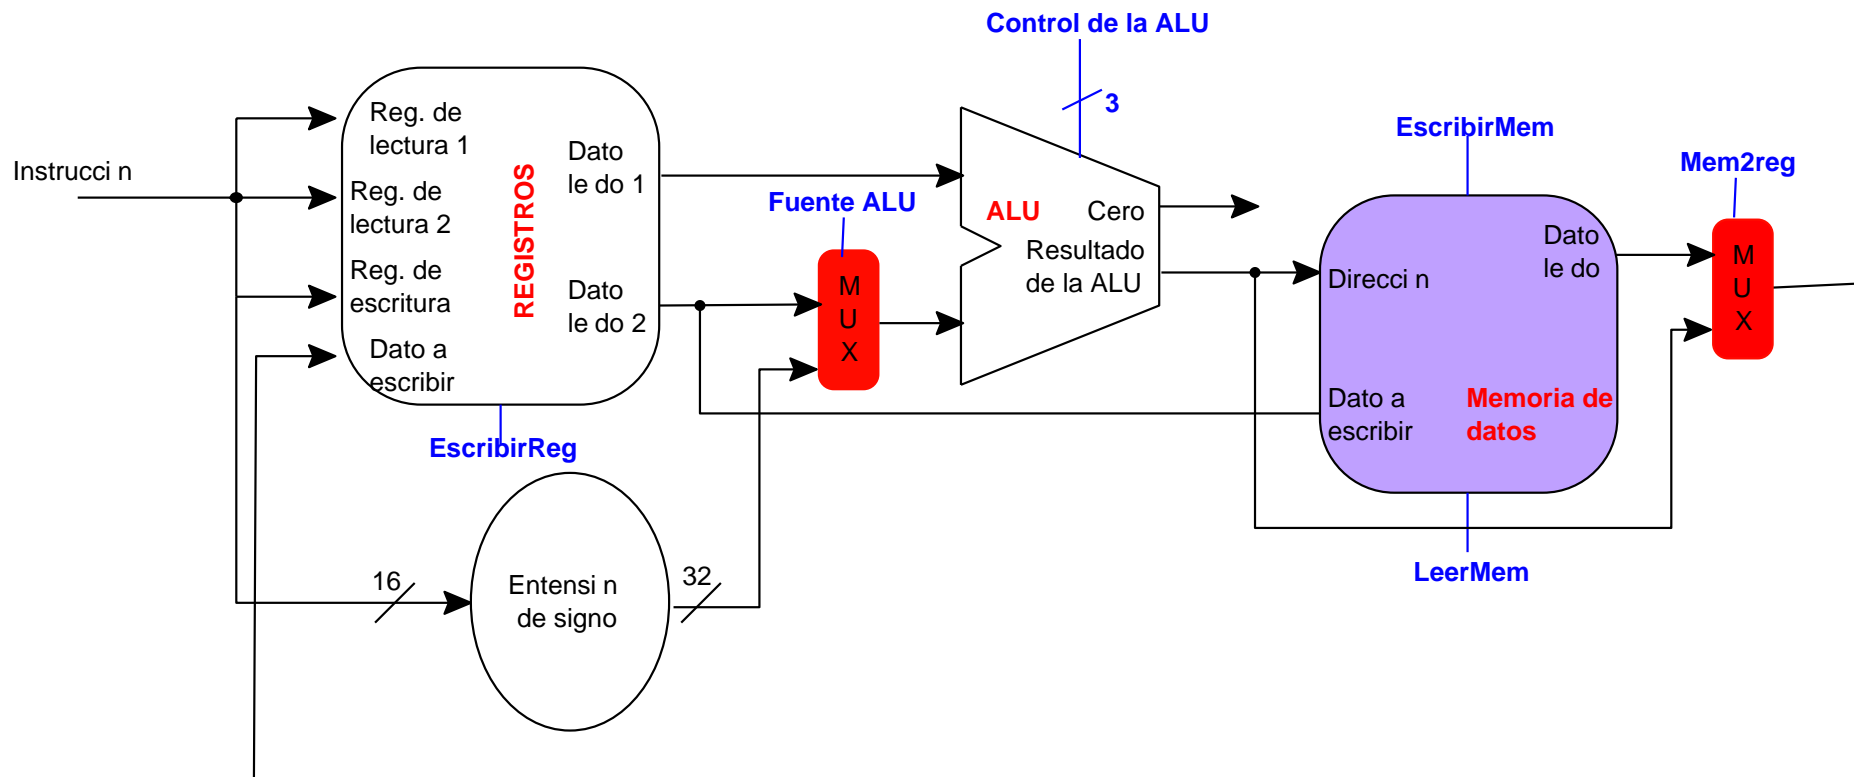 Control de la ALU
3
Instrucci n
Reg. de
lectura 1
Reg. de
lectura 2
Reg. de
escritura
Dato a
escribir
REGISTROS
Dato
le do 1
Dato
le do 2
EscribirReg
Fuente ALU
M
U
X
ALU
Cero
Resultado
de la ALU
EscribirMem
Direcci n
Dato
le do
Dato a
escribir
Memoria de
datos
LeerMem
Mem2reg
M
U
X
16
Entensi n
de signo
32